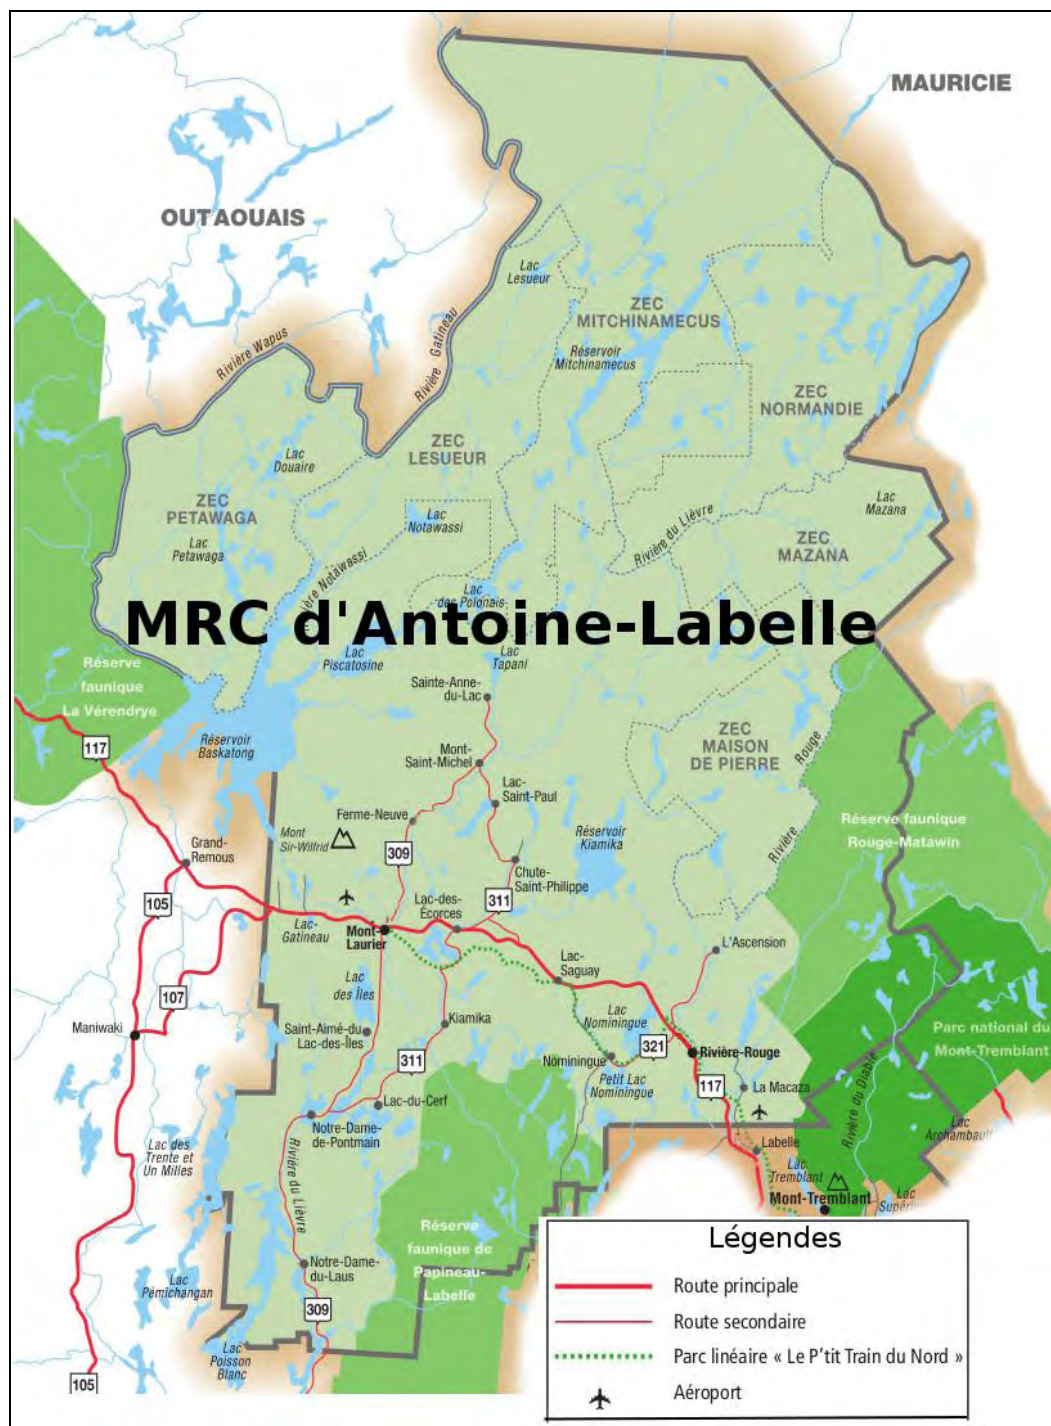 MAURICIE
OUTAOUAIS
Lac
Lesueur
ZEC
MITCHINAMECUS
Rivière Wapus
Rivière Gatineau
Réservoir
Mitchinamecus
ZEC
NORMANDIE
ZEC
LESUEUR
Lac
Douaire
ZEC
PETAWAGA
Lac
Notawassi
Lac
Mazana
Rivière du Lièvre
Lac
Petawaga
ZEC
MAZANA
Rivière Notawassi
Lac
des Polonais
MRC d'Antoine-Labelle
Lac
Piscatosine
Lac
Tapani
Réserve
faunique
La Vérendrye
Sainte-Anne-
du-Lac
117
Réservoir
Baskatong
ZEC
MAISON
DE PIERRE
Rivière Rouge
Mont-
Saint-Michel
Lac-
Saint-Paul
Ferme-Neuve
Mont
Sir-Wilfrid
Réservoir
Kiamika
Réserve faunique
Rouge-Matawin
Grand-
Remous
309
Chute-
Saint-Philippe
105
311
Lac-des-
Écorces
Lac-
Gatineau
Mont-
Laurier
L'Ascension
Lac-
Saguay
Lac
des Îles
107
Lac
Nominingue
Maniwaki
Saint-Aimé-du
Lac-des-Îles
Kiamika
321
Rivière-Rouge
Parc national du
Mont-Tremblant
311
Nominingue
Petit Lac
Nominingue
117
La Macaza
Rivière du Diable
Lac-du-Cerf
Notre-Dame-
de-Pontmain
Lac
Archambault
Lac des
Trente et
Un Milles
Rivière du Lièvre
Labelle
Lac
Tremblant
Mont-Tremblant
Lac
Supérieur
Réserve
faunique de
Papineau-
Labelle
Notre-Dame-
du-Laus
Lac
Pémichangan
309
Lac
Poisson
Blanc
105
Légendes
Route principale
Route secondaire
Parc linéaire « Le P'tit Train du Nord »
Aéroport